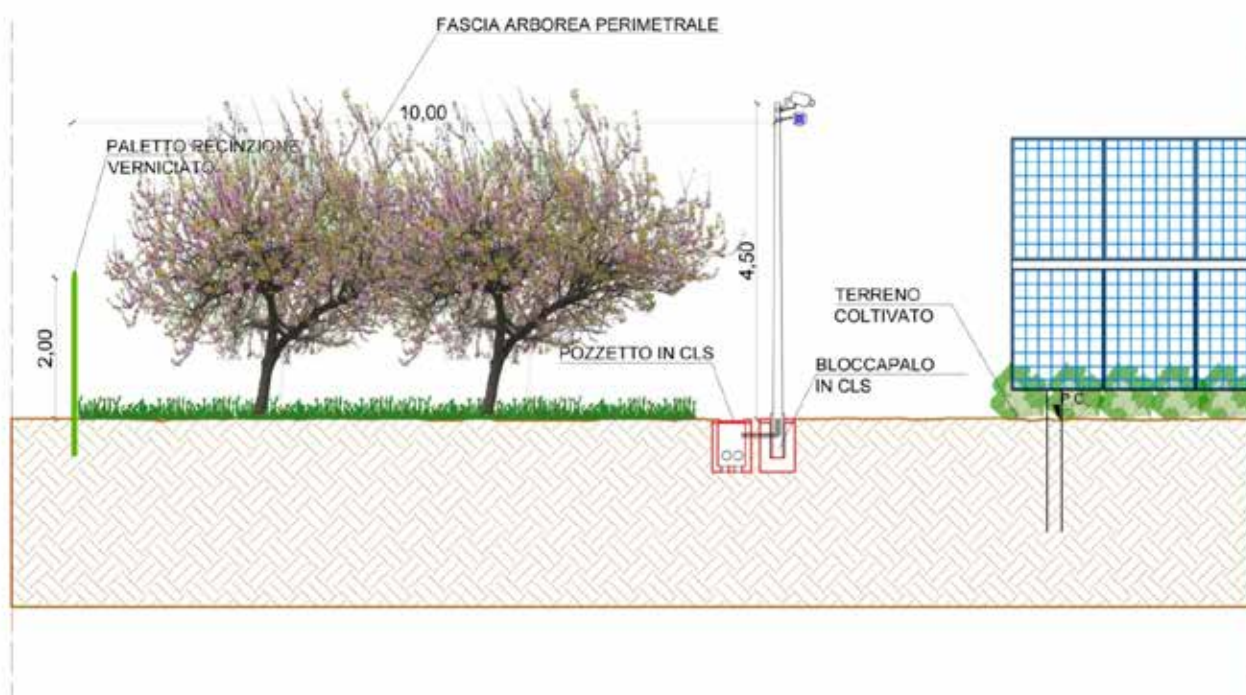 FASCIA ARBOREA PERIMETRALE
10,00
PALETTO RECINZIONE
VERNICIATO
4,50
2,00
TERRENO
COLTIVATO
POZZETTO IN CLS
BLOCCAPALO
IN CLS
P C